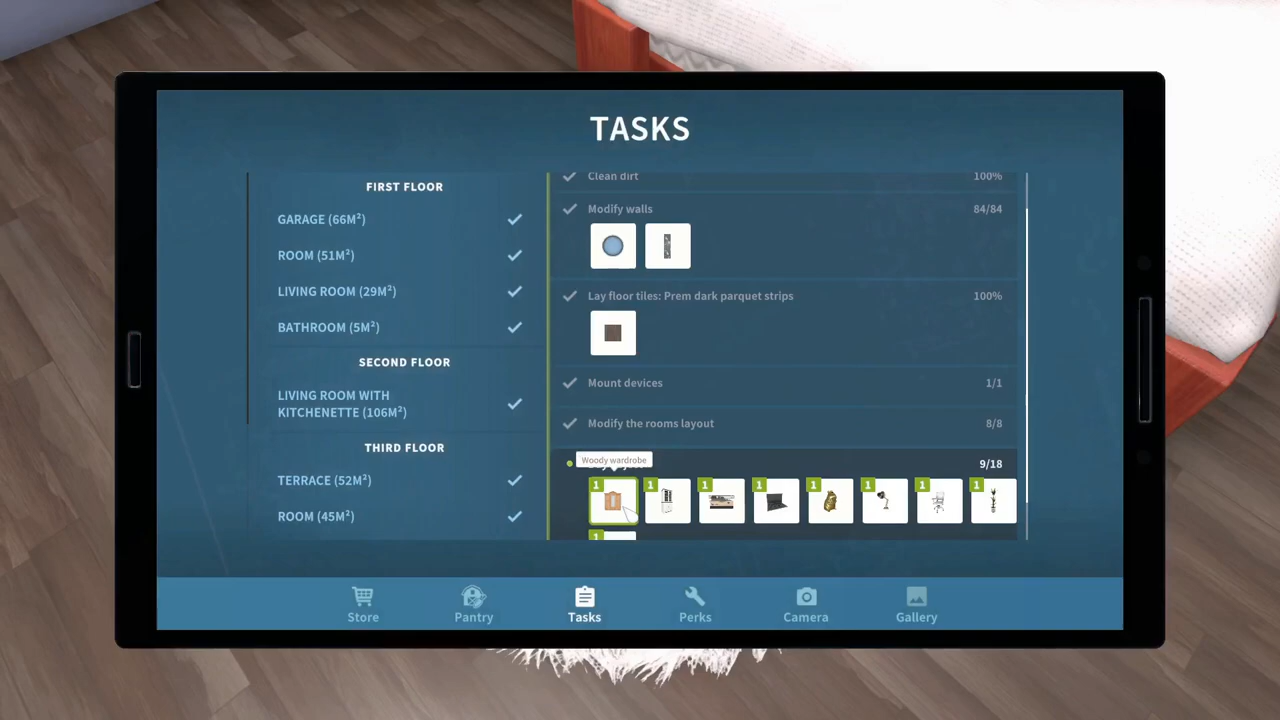 TASKS
FIRST FLOOR
GARAGE (66M²)
ROOM (51M²)
LIVING ROOM (29M²)
BATHROOM (5M²)
SECOND FLOOR
LIVING ROOM WITH
KITCHENETTE (106M²)
THIRD FLOOR
TERRACE (52M²)
ROOM (45M²)
Clean dirt 100%
Modify walls 84/84
Lay floor tiles: Prem dark parquet strips 100%
Mount devices 1/1
Modify the rooms layout 8/8
Woody wardrobe
9/18
1 1 1 1 1 1 1 1
1
Store Pantry Tasks Perks Camera Gallery